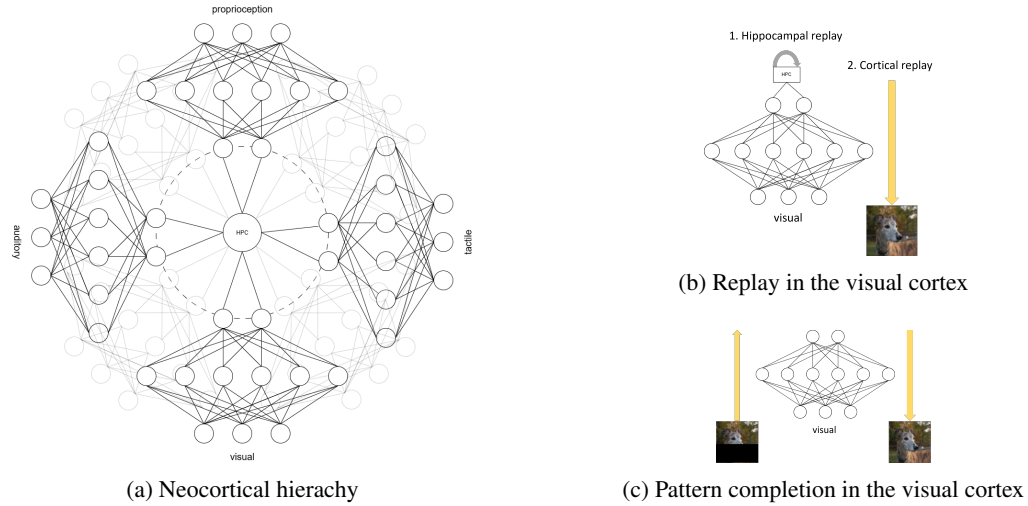 proprioception
auditory
HPC
tactile
visual
(a) Neocortical hierachy
1. Hippocampal replay
HPC
2. Cortical replay
visual
(b) Replay in the visual cortex
visual
(c) Pattern completion in the visual cortex